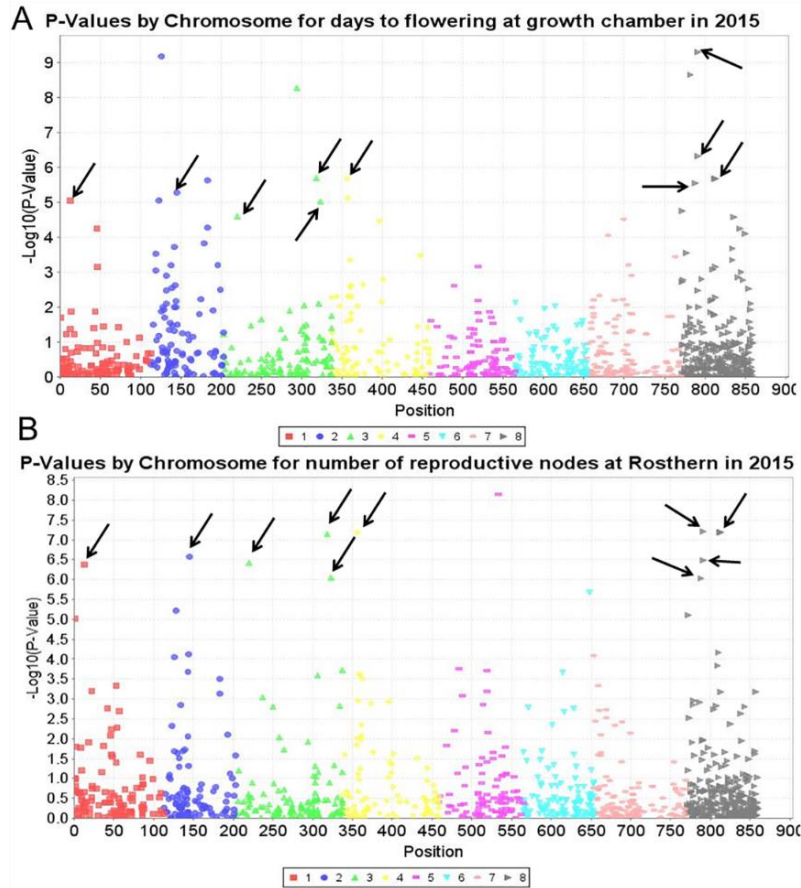 A P-Values by Chromosome for days to flowering at growth chamber in 2015
-Log10(P-Value)
9
8
7
6
5
4
3
2
1
0
0 50 100 150 200 250 300 350 400 450 500 550 600 650 700 750 800 850 900
Position
1 2 3 4 5 6 7 8
B P-Values by Chromosome for number of reproductive nodes at Rosthern in 2015
-Log10(P-Value)
8.5
8.0
7.5
7.0
6.5
6.0
5.5
5.0
4.5
4.0
3.5
3.0
2.5
2.0
1.5
1.0
0.5
0.0
0 50 100 150 200 250 300 350 400 450 500 550 600 650 700 750 800 850 900
Position
1 2 3 4 5 6 7 8